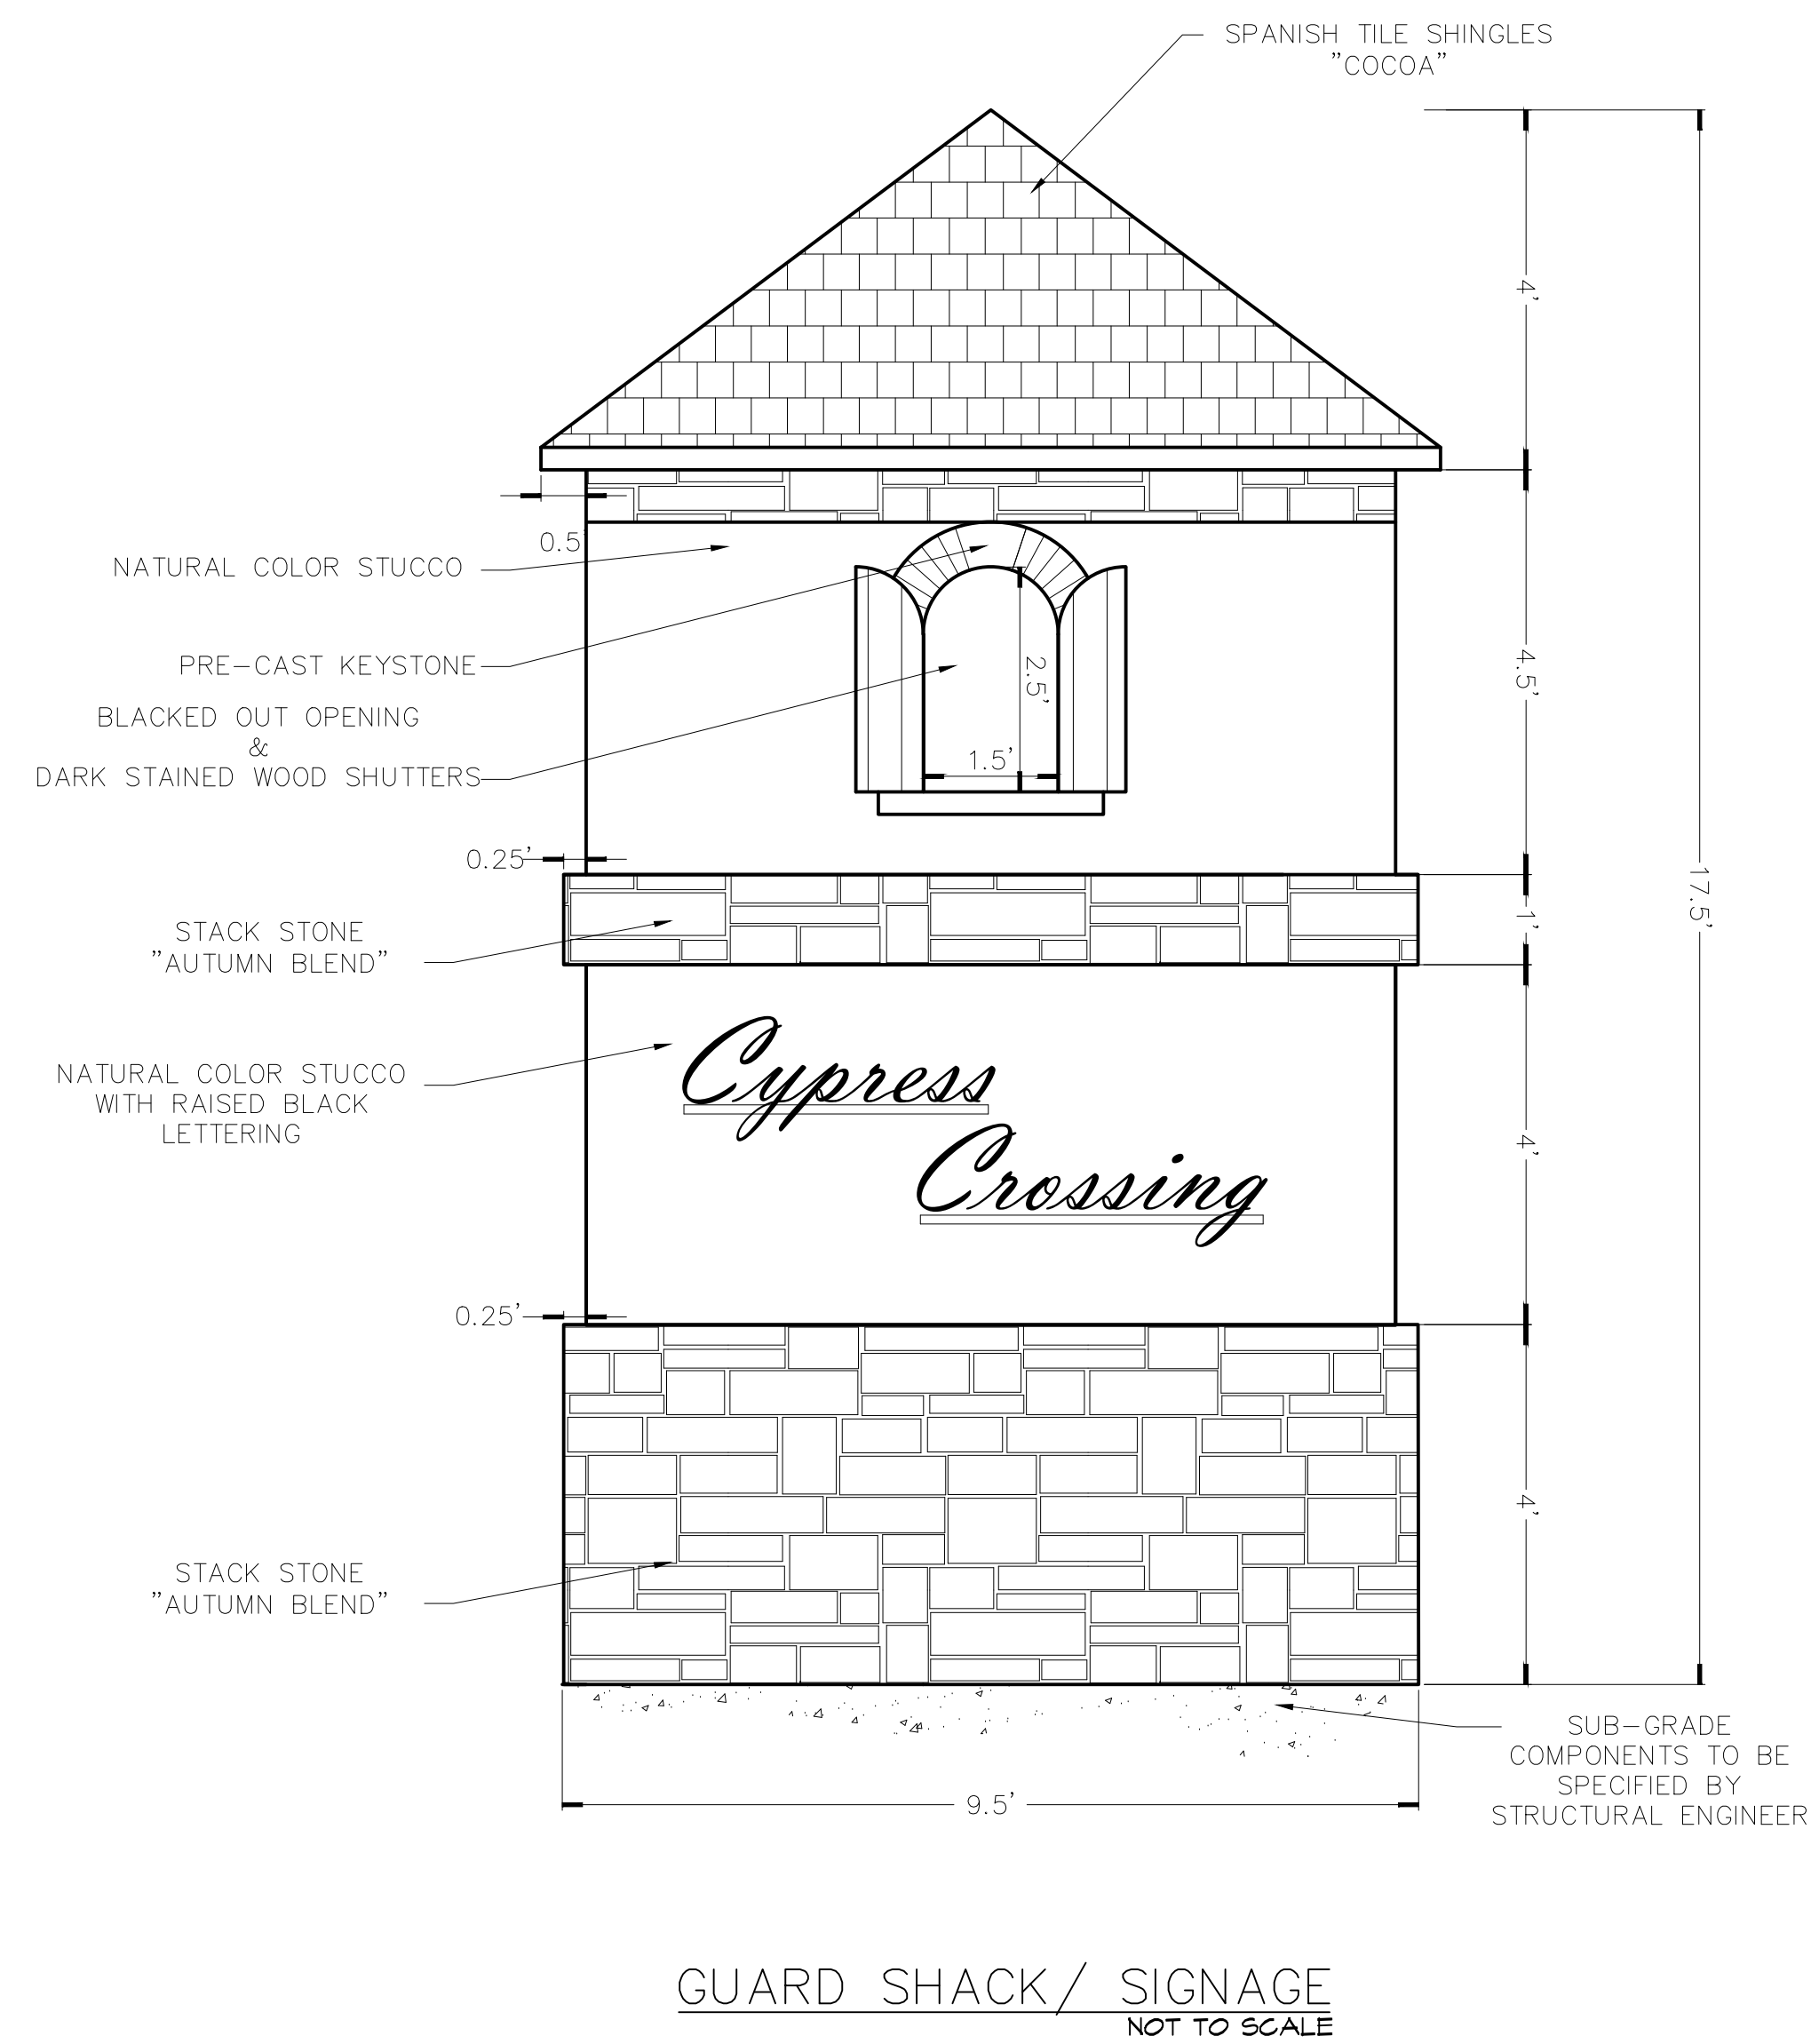 SPANISH TILE SHINGLES
"COCOA"
4'
0.5'
NATURAL COLOR STUCCO
PRE-CAST KEYSTONE
2.5'
4.5'
BLACKED OUT OPENING
&
DARK STAINED WOOD SHUTTERS
1.5'
0.25'
17.5'
STACK STONE
"AUTUMN BLEND"
1'
Cypress
Crossing
NATURAL COLOR STUCCO
WITH RAISED BLACK
LETTERING
4'
0.25'
4'
STACK STONE
"AUTUMN BLEND"
SUB-GRADE
COMPONENTS TO BE
SPECIFIED BY
STRUCTURAL ENGINEER
9.5'
GUARD SHACK/ SIGNAGE
NOT TO SCALE